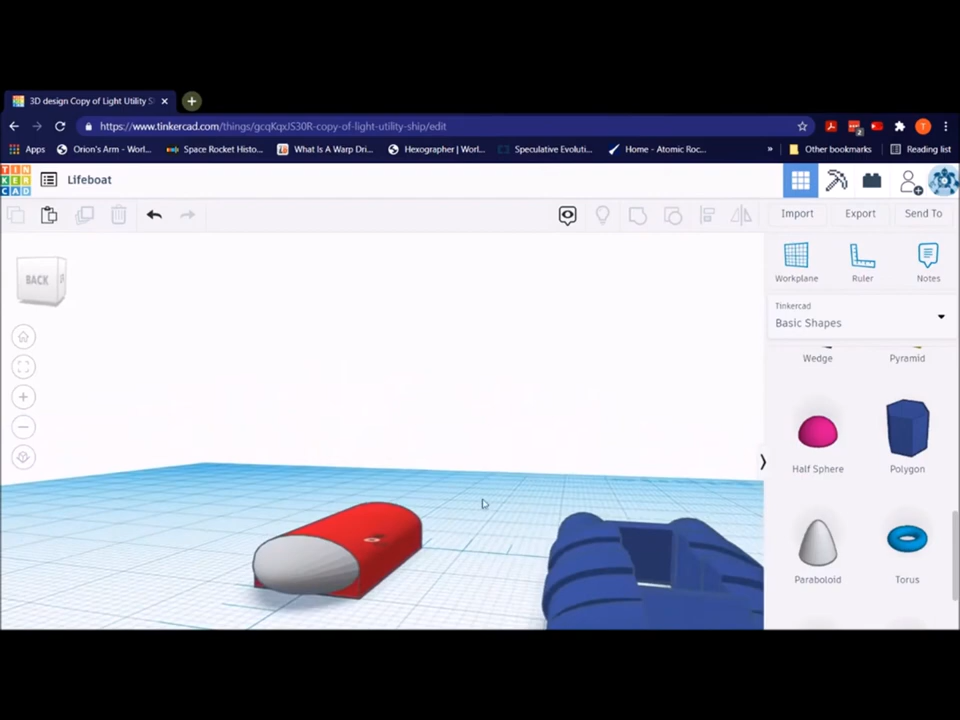 3D design Copy of Light Utility S
https://www.tinkercad.com/things/gcqKqxJS30R-copy-of-light-utility-ship/edit
Apps Orion's Arm - Worl... Space Rocket Histo... What Is A Warp Dri... Hexographer | Worl... Speculative Evoluti... Home - Atomic Roc... » Other bookmarks Reading list
TIN
KER
CAD
Lifeboat
Import Export Send To
BACK
Workplane Ruler Notes
Tinkercad
Basic Shapes
Wedge Pyramid
Half Sphere Polygon
Paraboloid Torus